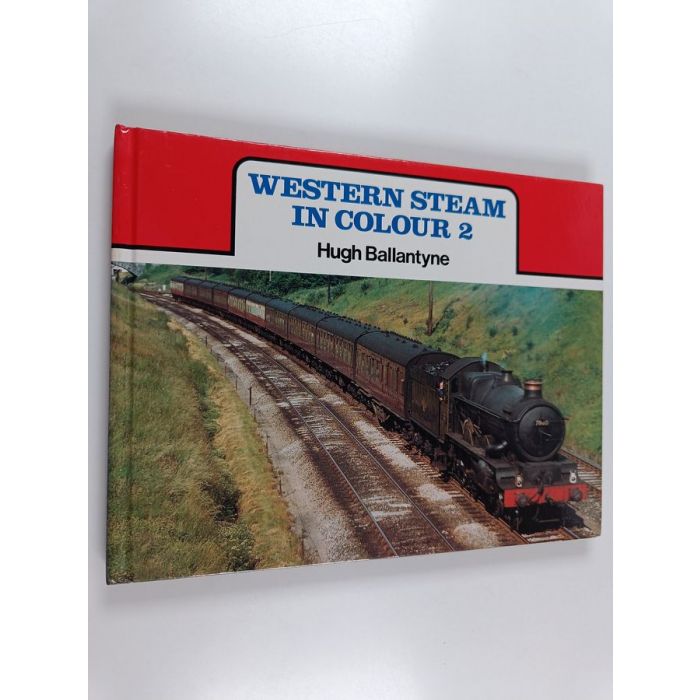 WESTERN STEAM
IN COLOUR 2
Hugh Ballantyne